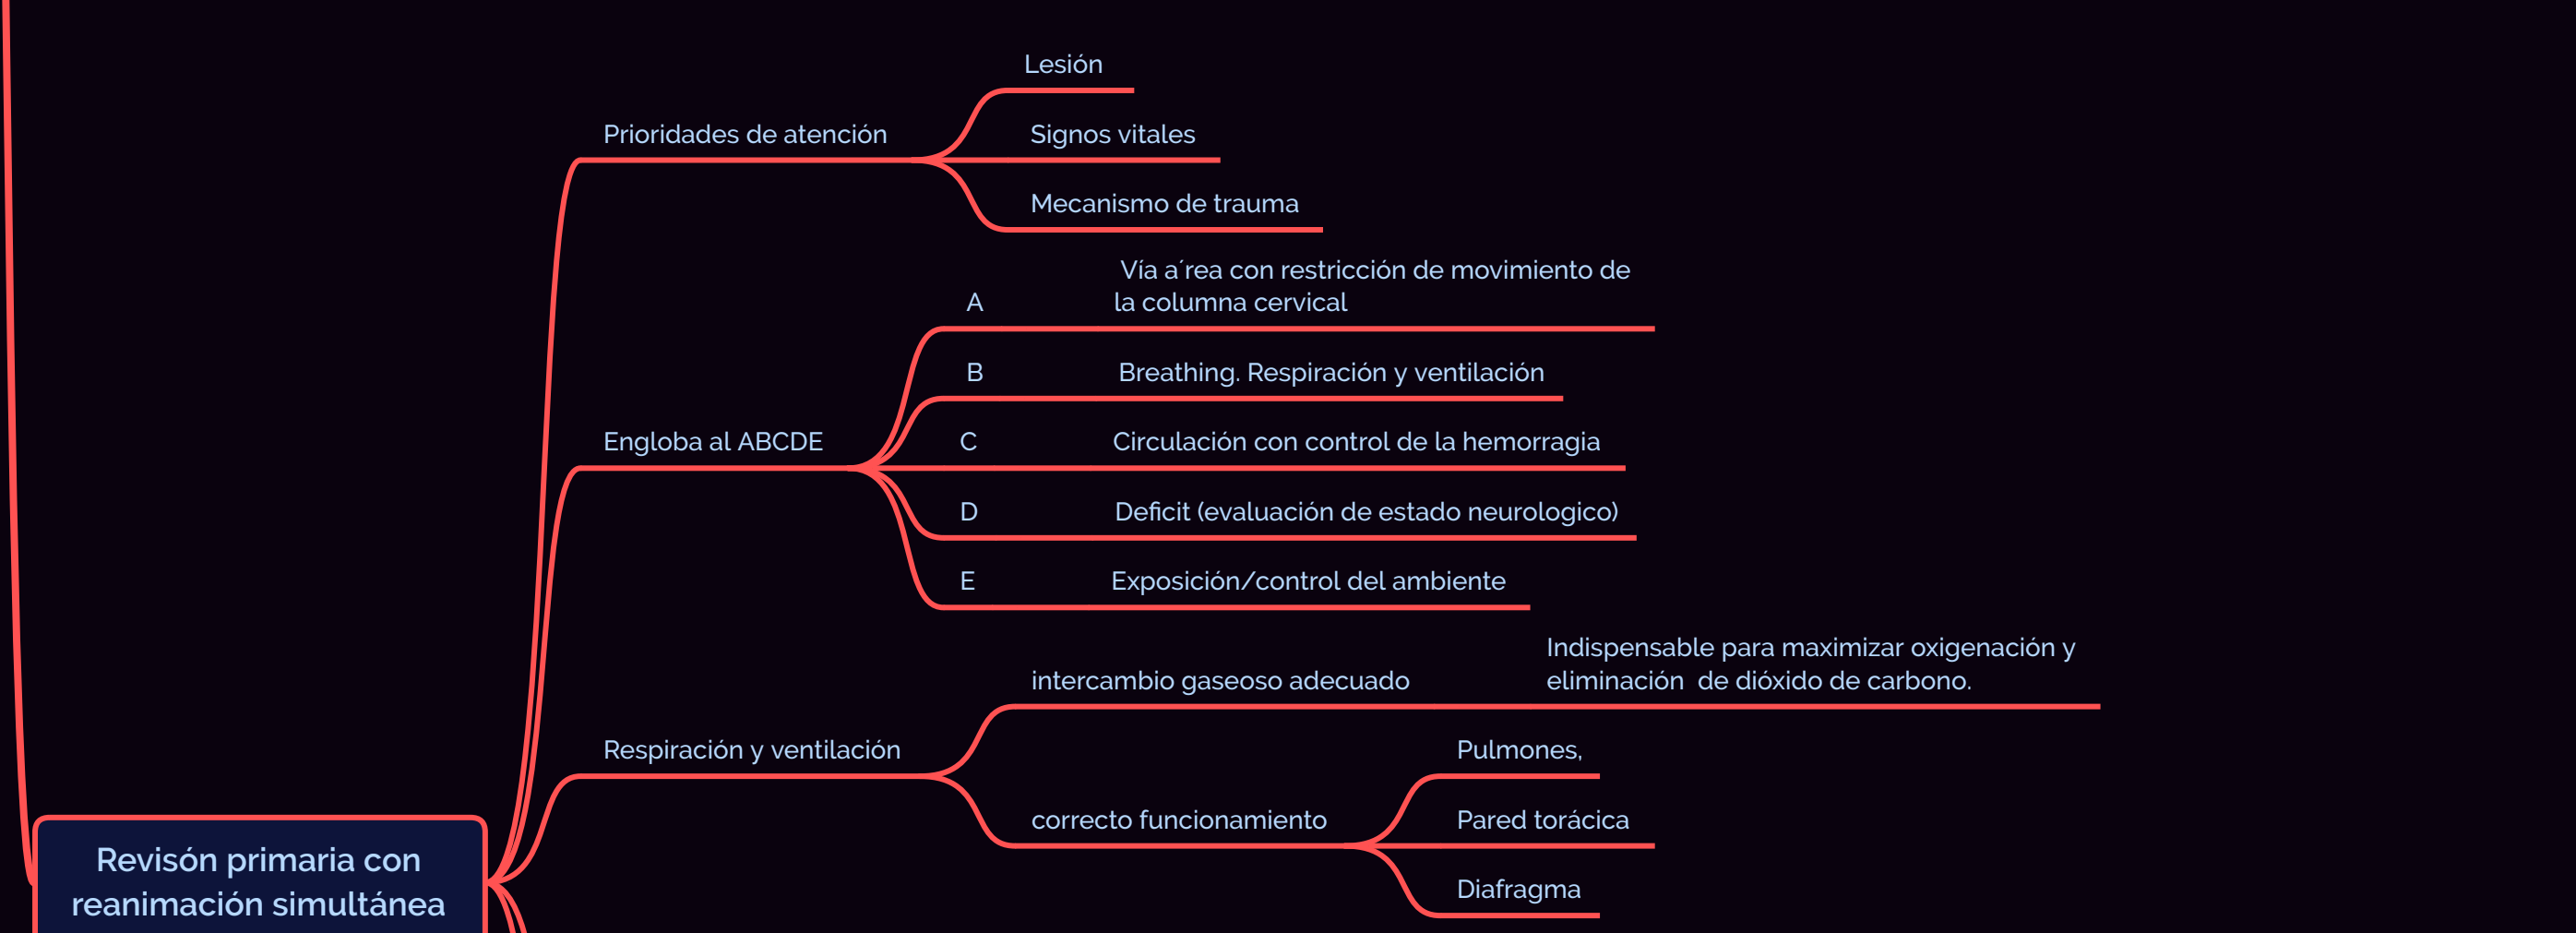 Lesión
Prioridades de atención
Signos vitales
Mecanismo de trauma
Vía a´rea con restricción de movimiento de
A
la columna cervical
B
Breathing. Respiración y ventilación
Engloba al ABCDE
C
Circulación con control de la hemorragia
D
Deficit (evaluación de estado neurologico)
E
Exposición/control del ambiente
Respiración y ventilación
intercambio gaseoso adecuado
Indispensable para maximizar oxigenación y
eliminación  de dióxido de carbono.
correcto funcionamiento
Pulmones,
Pared torácica
Diafragma
Revisón primaria con
reanimación simultánea